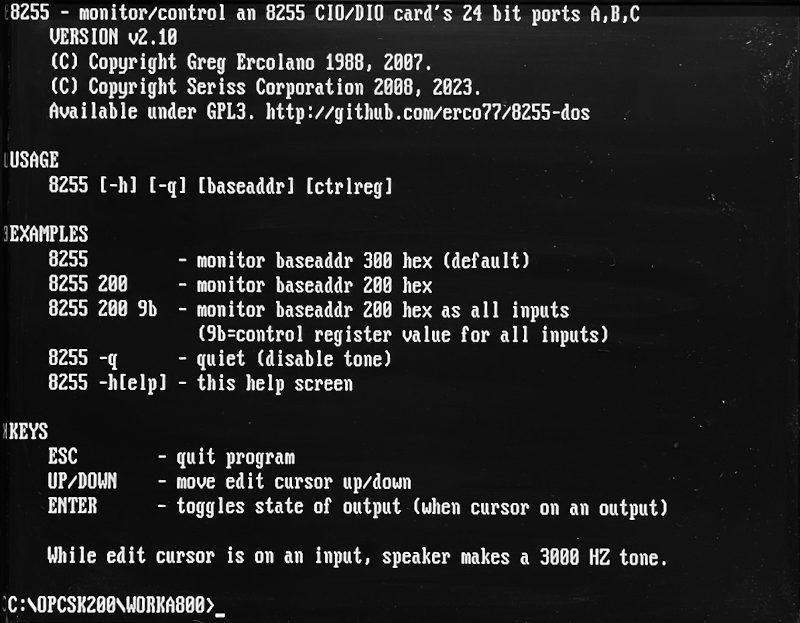 8255 - monitor/control an 8255 CIO/DIO card's 24 bit ports A,B,C
VERSION v2.10
(C) Copyright Greg Ercolano 1988, 2007.
(C) Copyright Seriss Corporation 2008, 2023.
Available under GPL3. http://github.com/erco77/8255-dos
USAGE
8255 [-h] [-q] [baseaddr] [ctrlreg]
EXAMPLES
8255 - monitor baseaddr 300 hex (default)
8255 200 - monitor baseaddr 200 hex
8255 200 9b - monitor baseaddr 200 hex as all inputs
(9b=control register value for all inputs)
8255 -q - quiet (disable tone)
8255 -h[elp] - this help screen
KEYS
ESC - quit program
UP/DOWN - move edit cursor up/down
ENTER - toggles state of output (when cursor on an output)
While edit cursor is on an input, speaker makes a 3000 HZ tone.
C:\OPCSK200\WORKA800>_